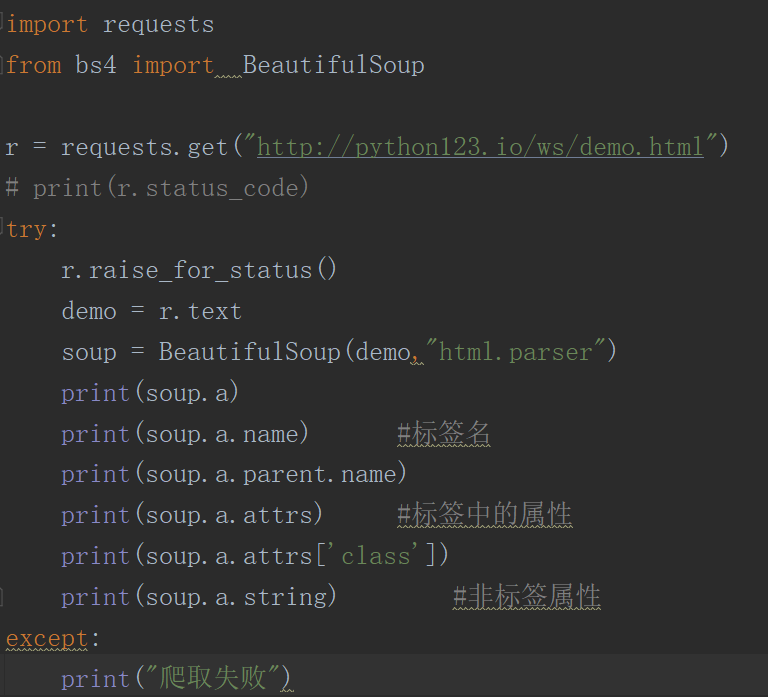 import requests
from bs4 import  BeautifulSoup
r = requests.get("http://python123.io/ws/demo.html")
# print(r.status_code)
try:
r.raise_for_status()
demo = r.text
soup = BeautifulSoup(demo,"html.parser")
print(soup.a)
print(soup.a.name)      #标签名
print(soup.a.parent.name)
print(soup.a.attrs)     #标签中的属性
print(soup.a.attrs['class'])
print(soup.a.string)        #非标签属性
except:
print("爬取失败")